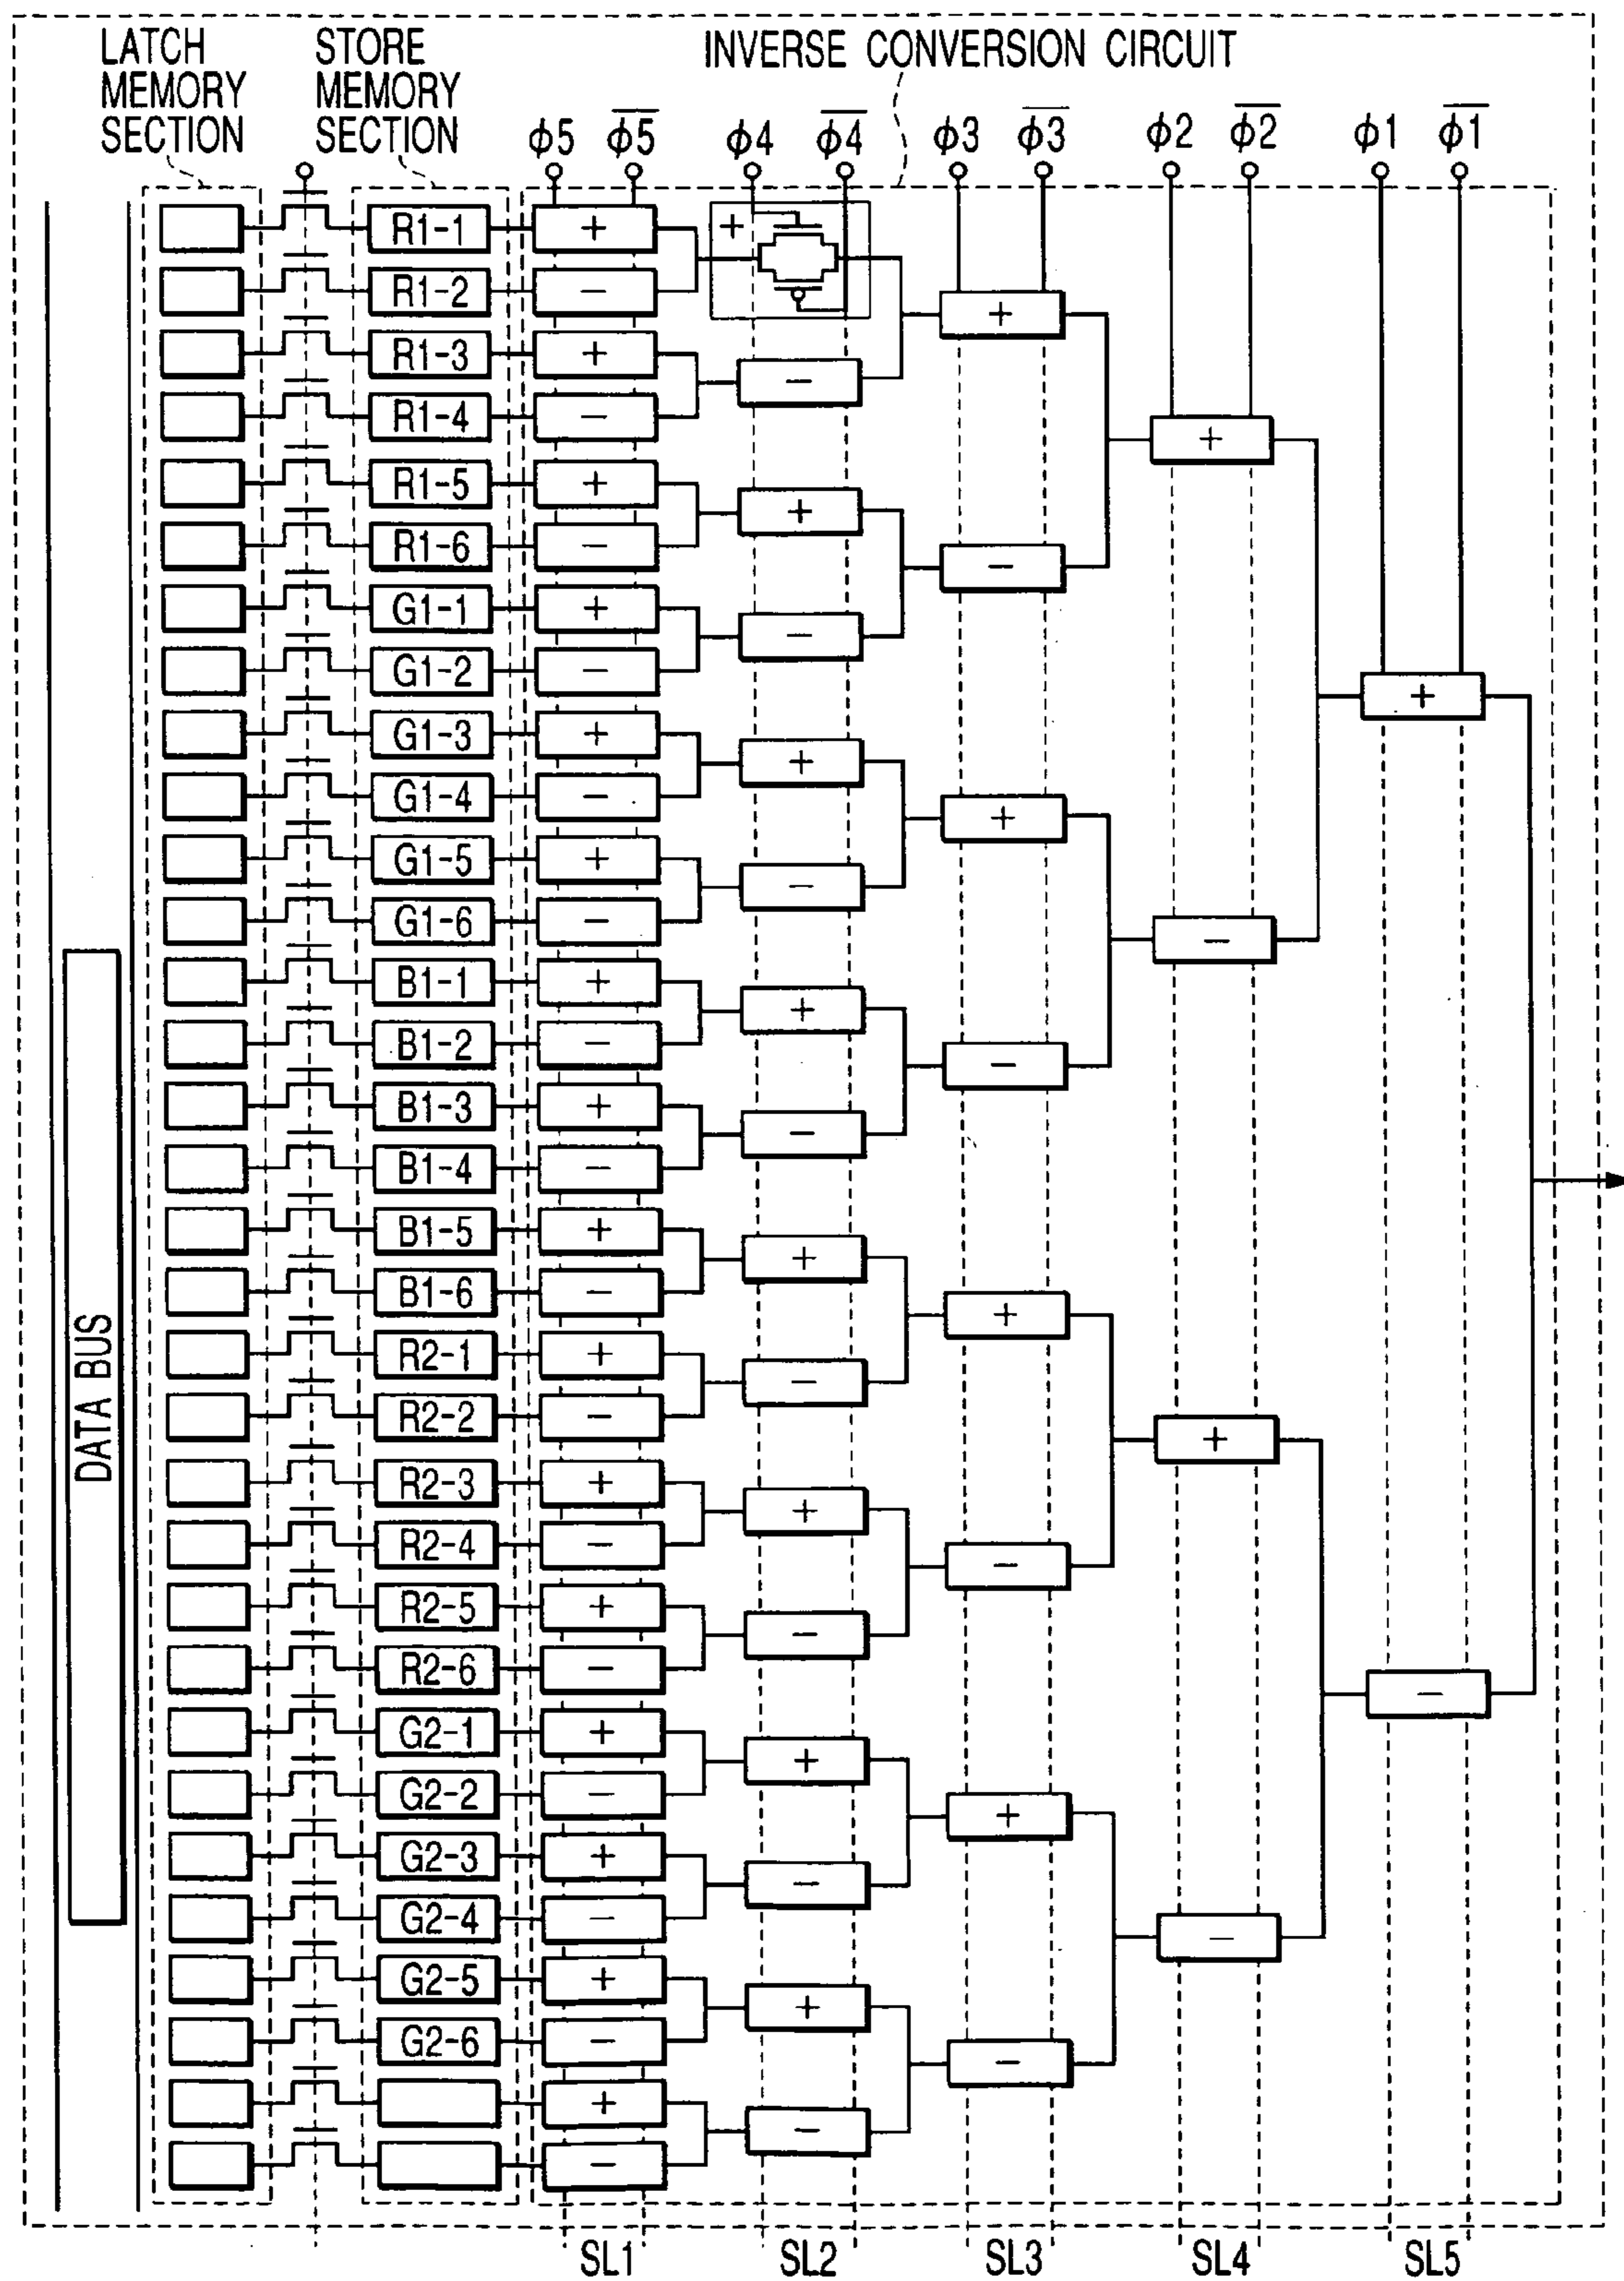 LATCH MEMORY SECTION
STORE MEMORY SECTION
INVERSE CONVERSION CIRCUIT
ϕ5 ϕ5̅ ϕ4 ϕ4̅ ϕ3 ϕ3̅ ϕ2 ϕ2̅ ϕ1 ϕ1̅
R1-1 + +
R1-2 −
+
R1-3 +
−
R1-4 −
+
R1-5 +
+
R1-6 −
−
G1-1 +
−
G1-2 −
+
G1-3 +
+
G1-4 −
+
G1-5 +
−
G1-6 −
−
B1-1 +
+
B1-2 −
−
B1-3 +
−
B1-4 −
B1-5 +
+
B1-6 −
+
R2-1 +
−
R2-2 −
+
R2-3 +
+
R2-4 −
−
R2-5 +
−
R2-6 −
−
G2-1 +
+
G2-2 −
+
G2-3 +
−
G2-4 −
−
G2-5 +
+
G2-6 −
−
+
−
−
DATA BUS
SL1 SL2 SL3 SL4 SL5